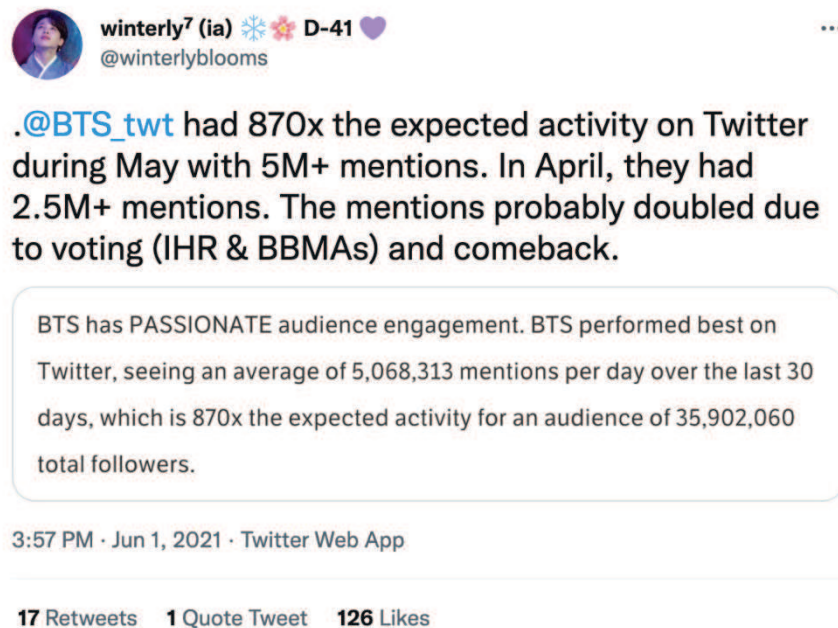 winterly⁷ (ia) ❄️🌸 D-41 💜
@winterlyblooms
.@BTS_twt had 870x the expected activity on Twitter
during May with 5M+ mentions. In April, they had
2.5M+ mentions. The mentions probably doubled due
to voting (IHR & BBMAs) and comeback.
BTS has PASSIONATE audience engagement. BTS performed best on
Twitter, seeing an average of 5,068,313 mentions per day over the last 30
days, which is 870x the expected activity for an audience of 35,902,060
total followers.
3:57 PM · Jun 1, 2021 · Twitter Web App
17 Retweets 1 Quote Tweet 126 Likes